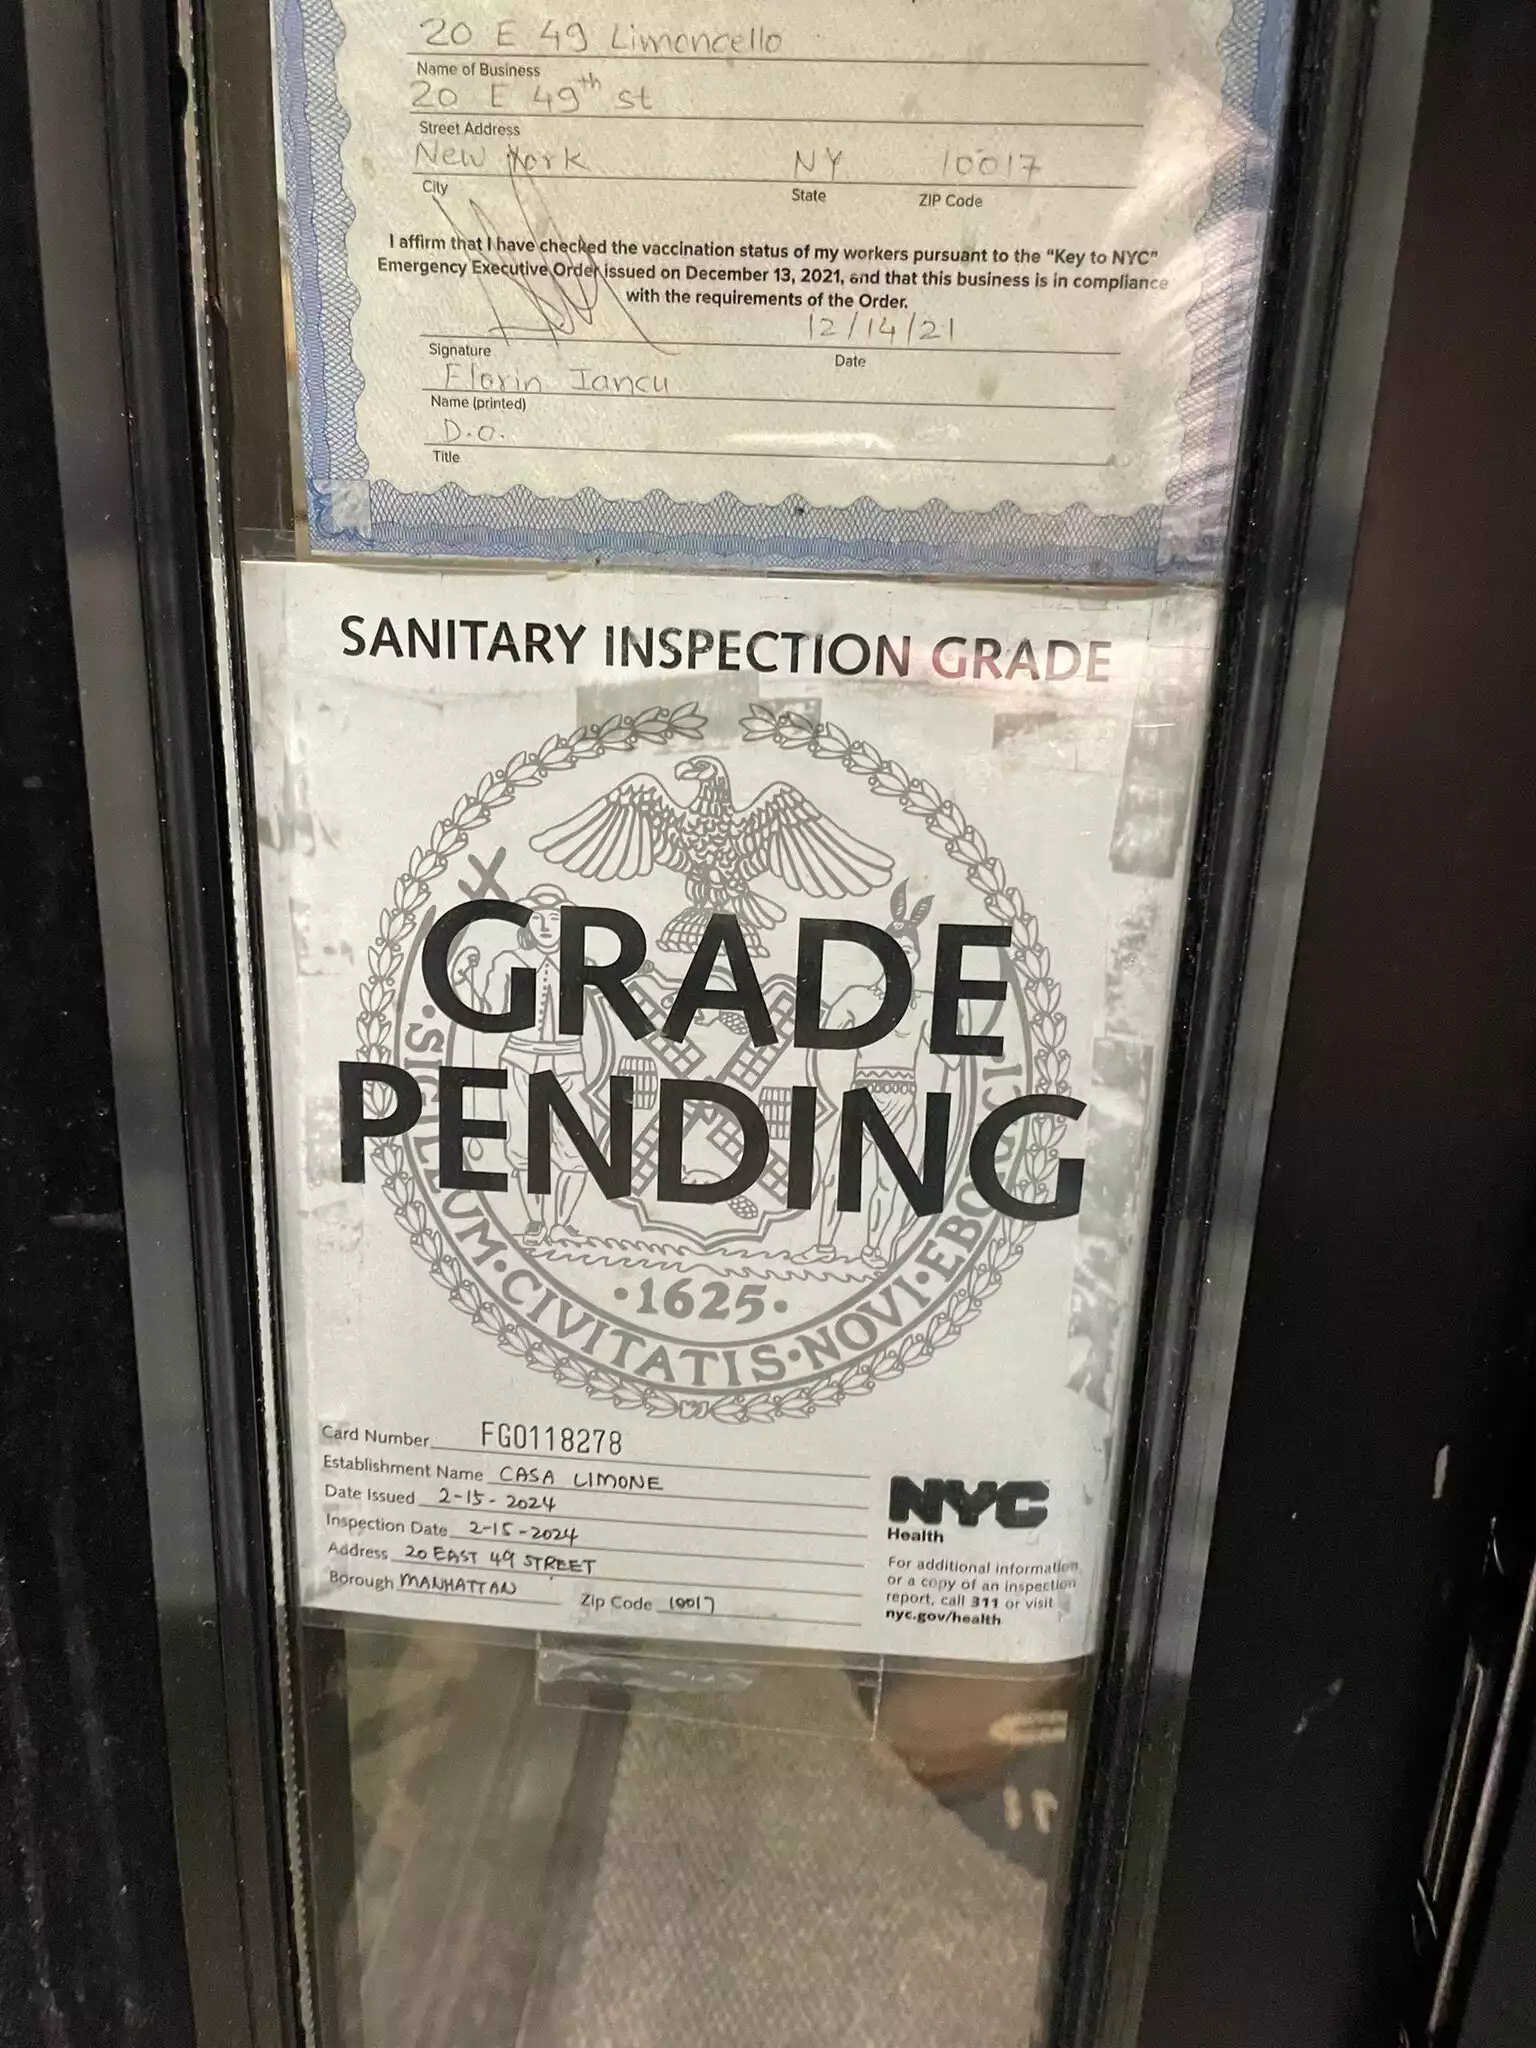 20 E 49 Limoncello
Name of Business
20 E 49th st
Street Address
New York NY 10017
City State ZIP Code
I affirm that I have checked the vaccination status of my workers pursuant to the “Key to NYC”
Emergency Executive Order issued on December 13, 2021, and that this business is in compliance
with the requirements of the Order.
12/14/21
Signature Date
Florin Iancu
Name (printed)
D.O.
Title
SANITARY INSPECTION GRADE
GRADE
PENDING
SIGILLUM·CIVITATIS·NOVI·EBORACI
·1625·
Card Number FG0118278
Establishment Name CASA LIMONE
Date Issued 2-15-2024
Inspection Date 2-15-2024
Address 20 EAST 49 STREET
Borough MANHATTAN Zip Code 10017
NYC
Health
For additional information
or a copy of an inspection
report, call 311 or visit
nyc.gov/health